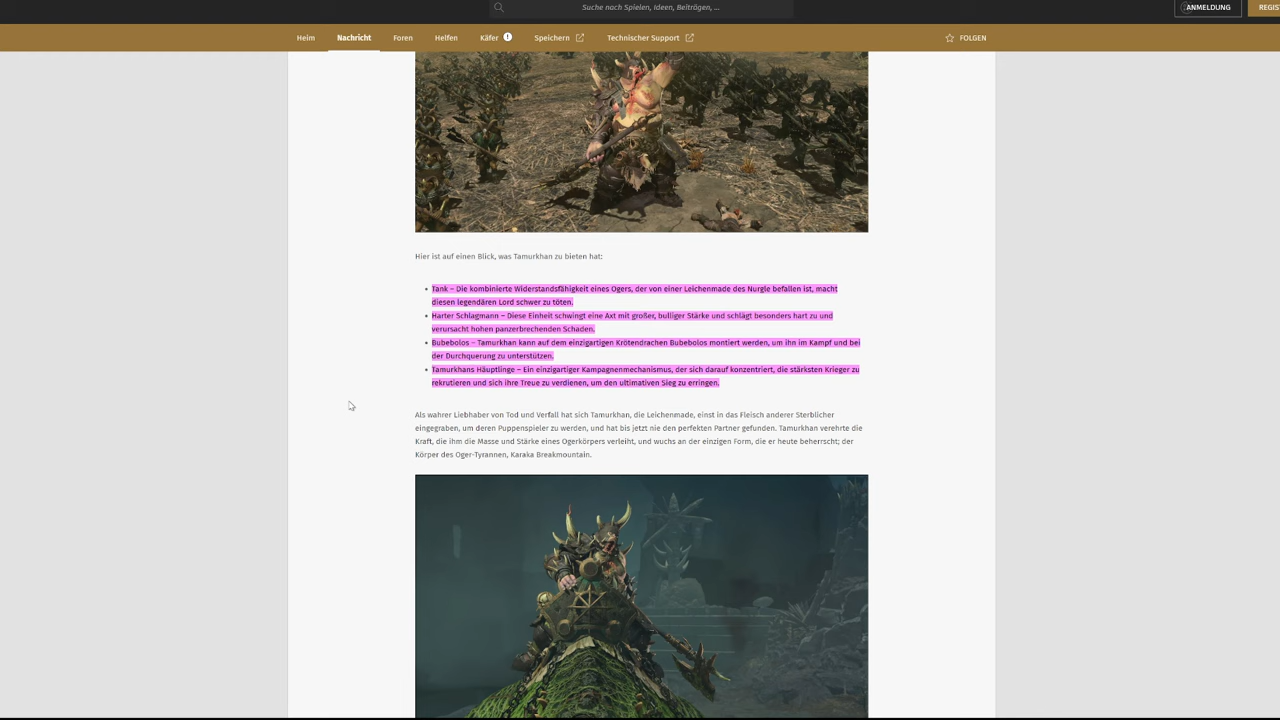 Suche nach Spielen, Ideen, Beiträgen, ...
ANMELDUNG
REGIS
Heim Nachricht Foren Helfen Käfer Speichern Technischer Support FOLGEN
Hier ist auf einen Blick, was Tamurkhan zu bieten hat:
• Tank – Die kombinierte Widerstandsfähigkeit eines Ogers, der von einer Leichenmade des Nurgle befallen ist, macht
diesen legendären Lord schwer zu töten.
• Harter Schlagmann – Diese Einheit schwingt eine Axt mit großer, bulliger Stärke und schlägt besonders hart zu und
verursacht hohen panzerbrechenden Schaden.
• Bubebolos – Tamurkhan kann auf dem einzigartigen Krötendrachen Bubebolos montiert werden, um ihn im Kampf und bei
der Durchquerung zu unterstützen.
• Tamurkhans Häuptlinge – Ein einzigartiger Kampagnenmechanismus, der sich darauf konzentriert, die stärksten Krieger zu
rekrutieren und sich ihre Treue zu verdienen, um den ultimativen Sieg zu erringen.
Als wahrer Liebhaber von Tod und Verfall hat sich Tamurkhan, die Leichenmade, einst in das Fleisch anderer Sterblicher
eingegraben, um deren Puppenspieler zu werden, und hat bis jetzt nie den perfekten Partner gefunden. Tamurkhan verehrte die
Kraft, die ihm die Masse und Stärke eines Ogerkörpers verleiht, und wuchs an der einzigen Form, die er heute beherrscht; der
Körper des Oger-Tyrannen, Karaka Breakmountain.